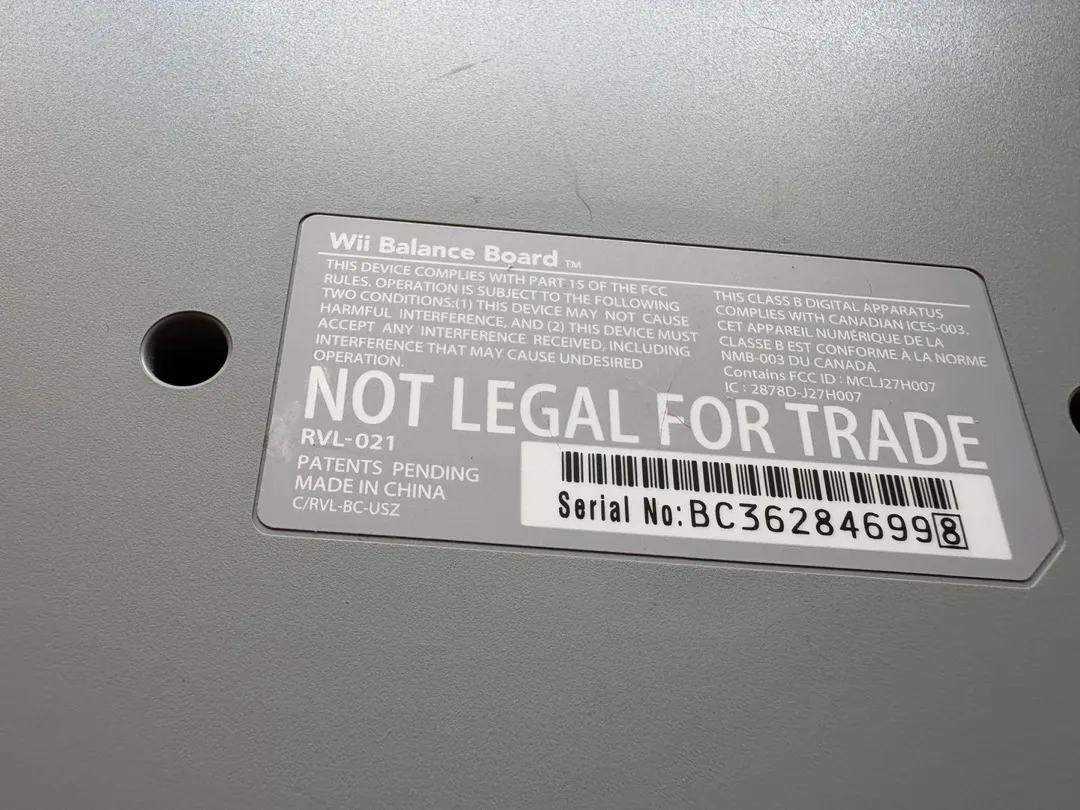 Wii Balance Board ™
THIS DEVICE COMPLIES WITH PART 15 OF THE FCC
RULES. OPERATION IS SUBJECT TO THE FOLLOWING
TWO CONDITIONS:(1) THIS DEVICE MAY NOT CAUSE
HARMFUL INTERFERENCE, AND (2) THIS DEVICE MUST
ACCEPT ANY INTERFERENCE RECEIVED, INCLUDING
INTERFERENCE THAT MAY CAUSE UNDESIRED
OPERATION.
THIS CLASS B DIGITAL APPARATUS
COMPLIES WITH CANADIAN ICES-003.
CET APPAREIL NUMÉRIQUE DE LA
CLASSE B EST CONFORME À LA NORME
NMB-003 DU CANADA.
Contains FCC ID : MCLJ27H007
IC : 2878D-J27H007
NOT LEGAL FOR TRADE
RVL-021
PATENTS PENDING
MADE IN CHINA
C/RVL-BC-USZ
Serial No:BC362846998